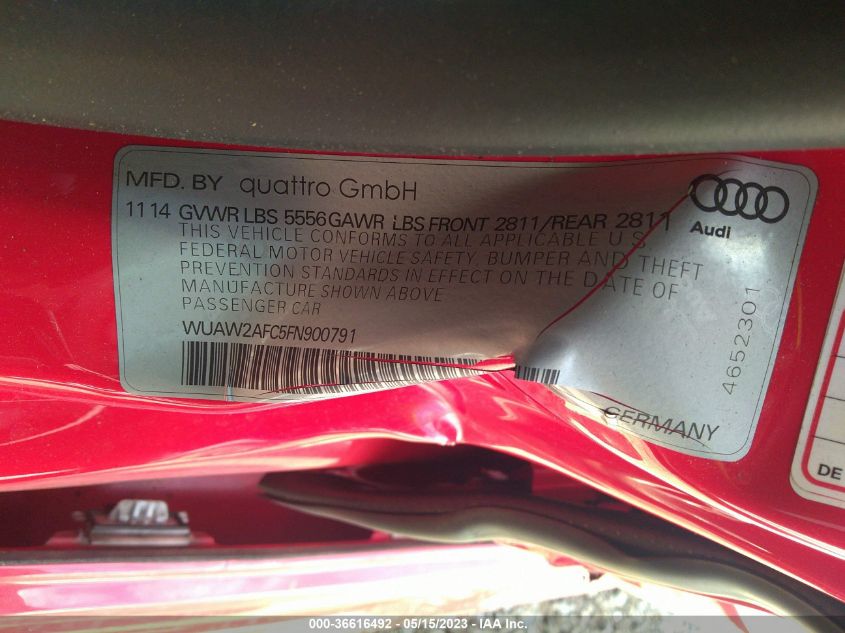 MFD. BY quattro GmbH
11 14 GVWR LBS 5556 GAWR LBS FRONT 2811/REAR 2811
THIS VEHICLE CONFORMS TO ALL APPLICABLE U.S.
FEDERAL MOTOR VEHICLE SAFETY, BUMPER AND THEFT
PREVENTION STANDARDS IN EFFECT ON THE DATE OF
MANUFACTURE SHOWN ABOVE
PASSENGER CAR
WUAW2AFC5FN900791
Audi
4652301
GERMANY
DE
000-36616492 - 05/15/2023 - IAA Inc.